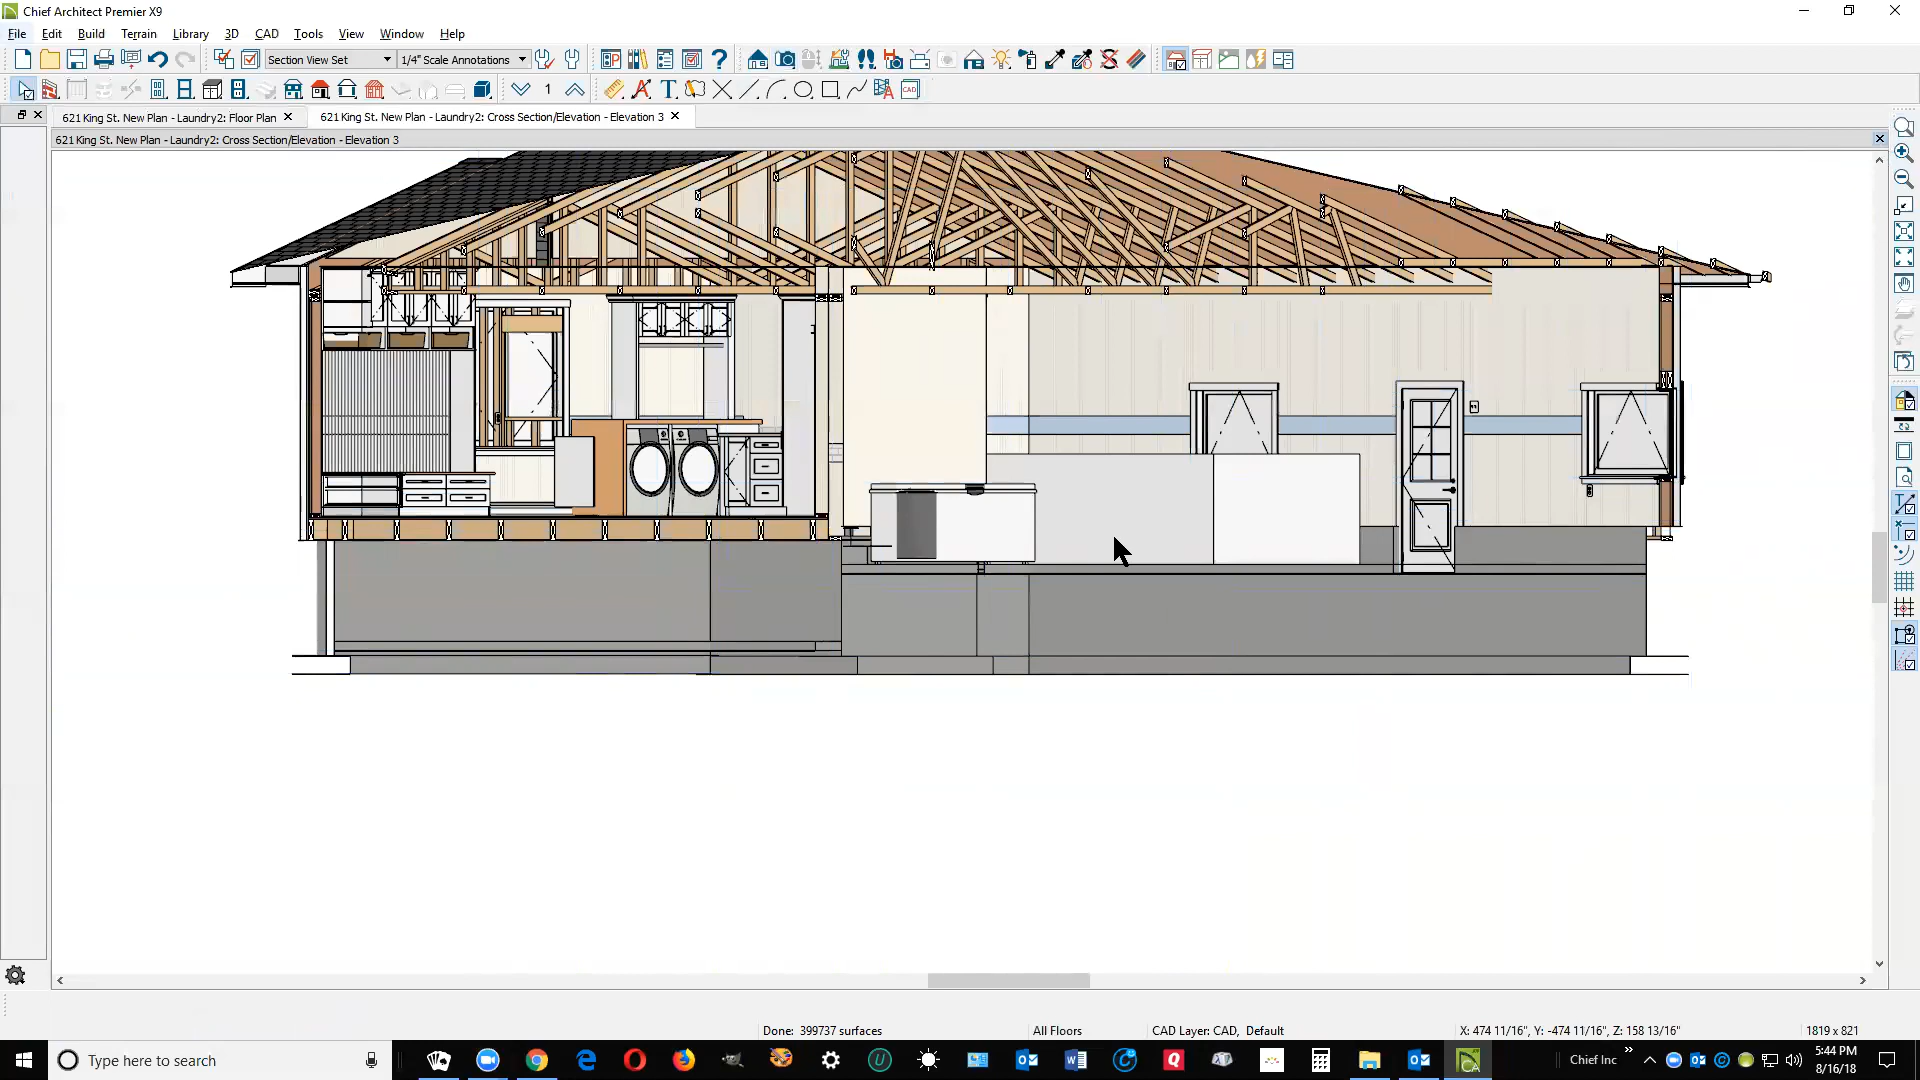 Chief Architect Premier X9
File Edit Build Terrain Library 3D CAD Tools View Window Help
Section View Set 1/4" Scale Annotations
1 CAD
621 King St. New Plan - Laundry2: Floor Plan 621 King St. New Plan - Laundry2: Cross Section/Elevation - Elevation 3
621 King St. New Plan - Laundry2: Cross Section/Elevation - Elevation 3
Done: 399737 surfaces All Floors CAD Layer: CAD, Default X: 474 11/16", Y: -474 11/16", Z: 158 13/16" 1819 x 821
Type here to search Chief Inc 5:44 PM
8/16/18